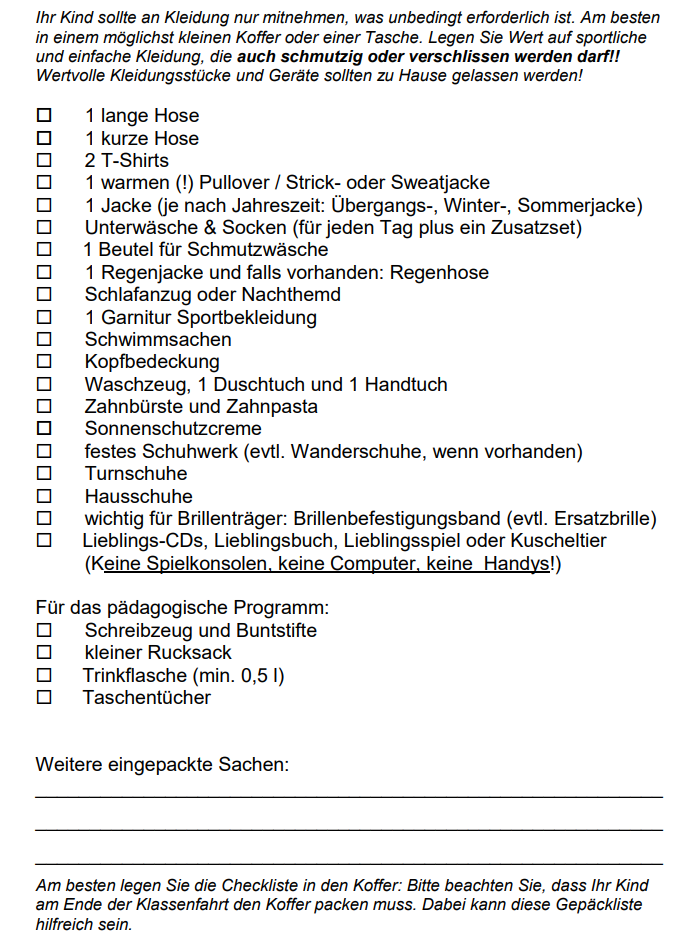 Ihr Kind sollte an Kleidung nur mitnehmen, was unbedingt erforderlich ist. Am besten
in einem möglichst kleinen Koffer oder einer Tasche. Legen Sie Wert auf sportliche
und einfache Kleidung, die auch schmutzig oder verschlissen werden darf!!
Wertvolle Kleidungsstücke und Geräte sollten zu Hause gelassen werden!
☐ 1 lange Hose
☐ 1 kurze Hose
☐ 2 T-Shirts
☐ 1 warmen (!) Pullover / Strick- oder Sweatjacke
☐ 1 Jacke (je nach Jahreszeit: Übergangs-, Winter-, Sommerjacke)
☐ Unterwäsche & Socken (für jeden Tag plus ein Zusatzset)
☐ 1 Beutel für Schmutzwäsche
☐ 1 Regenjacke und falls vorhanden: Regenhose
☐ Schlafanzug oder Nachthemd
☐ 1 Garnitur Sportbekleidung
☐ Schwimmsachen
☐ Kopfbedeckung
☐ Waschzeug, 1 Duschtuch und 1 Handtuch
☐ Zahnbürste und Zahnpasta
☐ Sonnenschutzcreme
☐ festes Schuhwerk (evtl. Wanderschuhe, wenn vorhanden)
☐ Turnschuhe
☐ Hausschuhe
☐ wichtig für Brillenträger: Brillenbefestigungsband (evtl. Ersatzbrille)
☐ Lieblings-CDs, Lieblingsbuch, Lieblingsspiel oder Kuscheltier
(Keine Spielkonsolen, keine Computer, keine Handys!)
Für das pädagogische Programm:
☐ Schreibzeug und Buntstifte
☐ kleiner Rucksack
☐ Trinkflasche (min. 0,5 l)
☐ Taschentücher
Weitere eingepackte Sachen:
Am besten legen Sie die Checkliste in den Koffer: Bitte beachten Sie, dass Ihr Kind
am Ende der Klassenfahrt den Koffer packen muss. Dabei kann diese Gepäckliste
hilfreich sein.